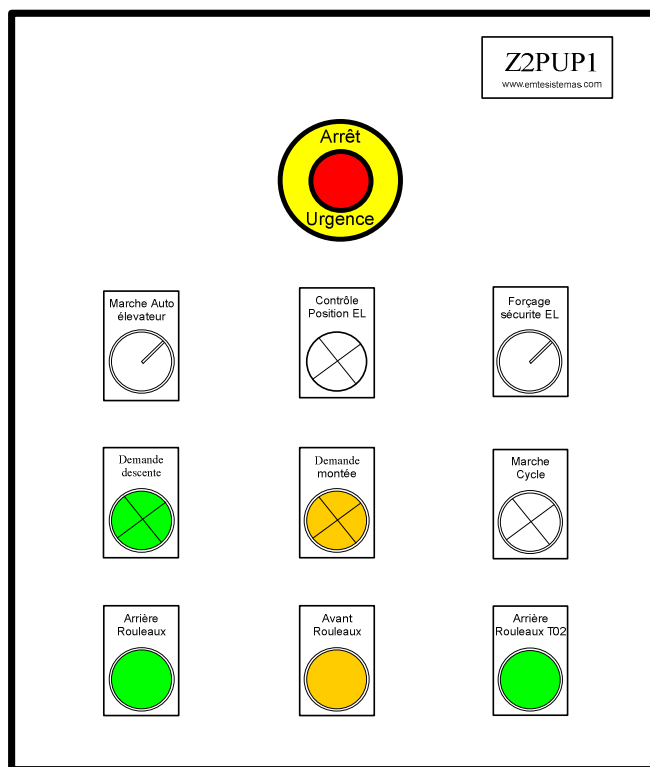 Z2PUP1
www.emtesistemas.com
Arrêt
Urgence
Marche Auto
élevateur
Contrôle
Position EL
Forçage
sécurite EL
Demande
descente
Demande
montée
Marche
Cycle
Arrière
Rouleaux
Avant
Rouleaux
Arrière
Rouleaux T02